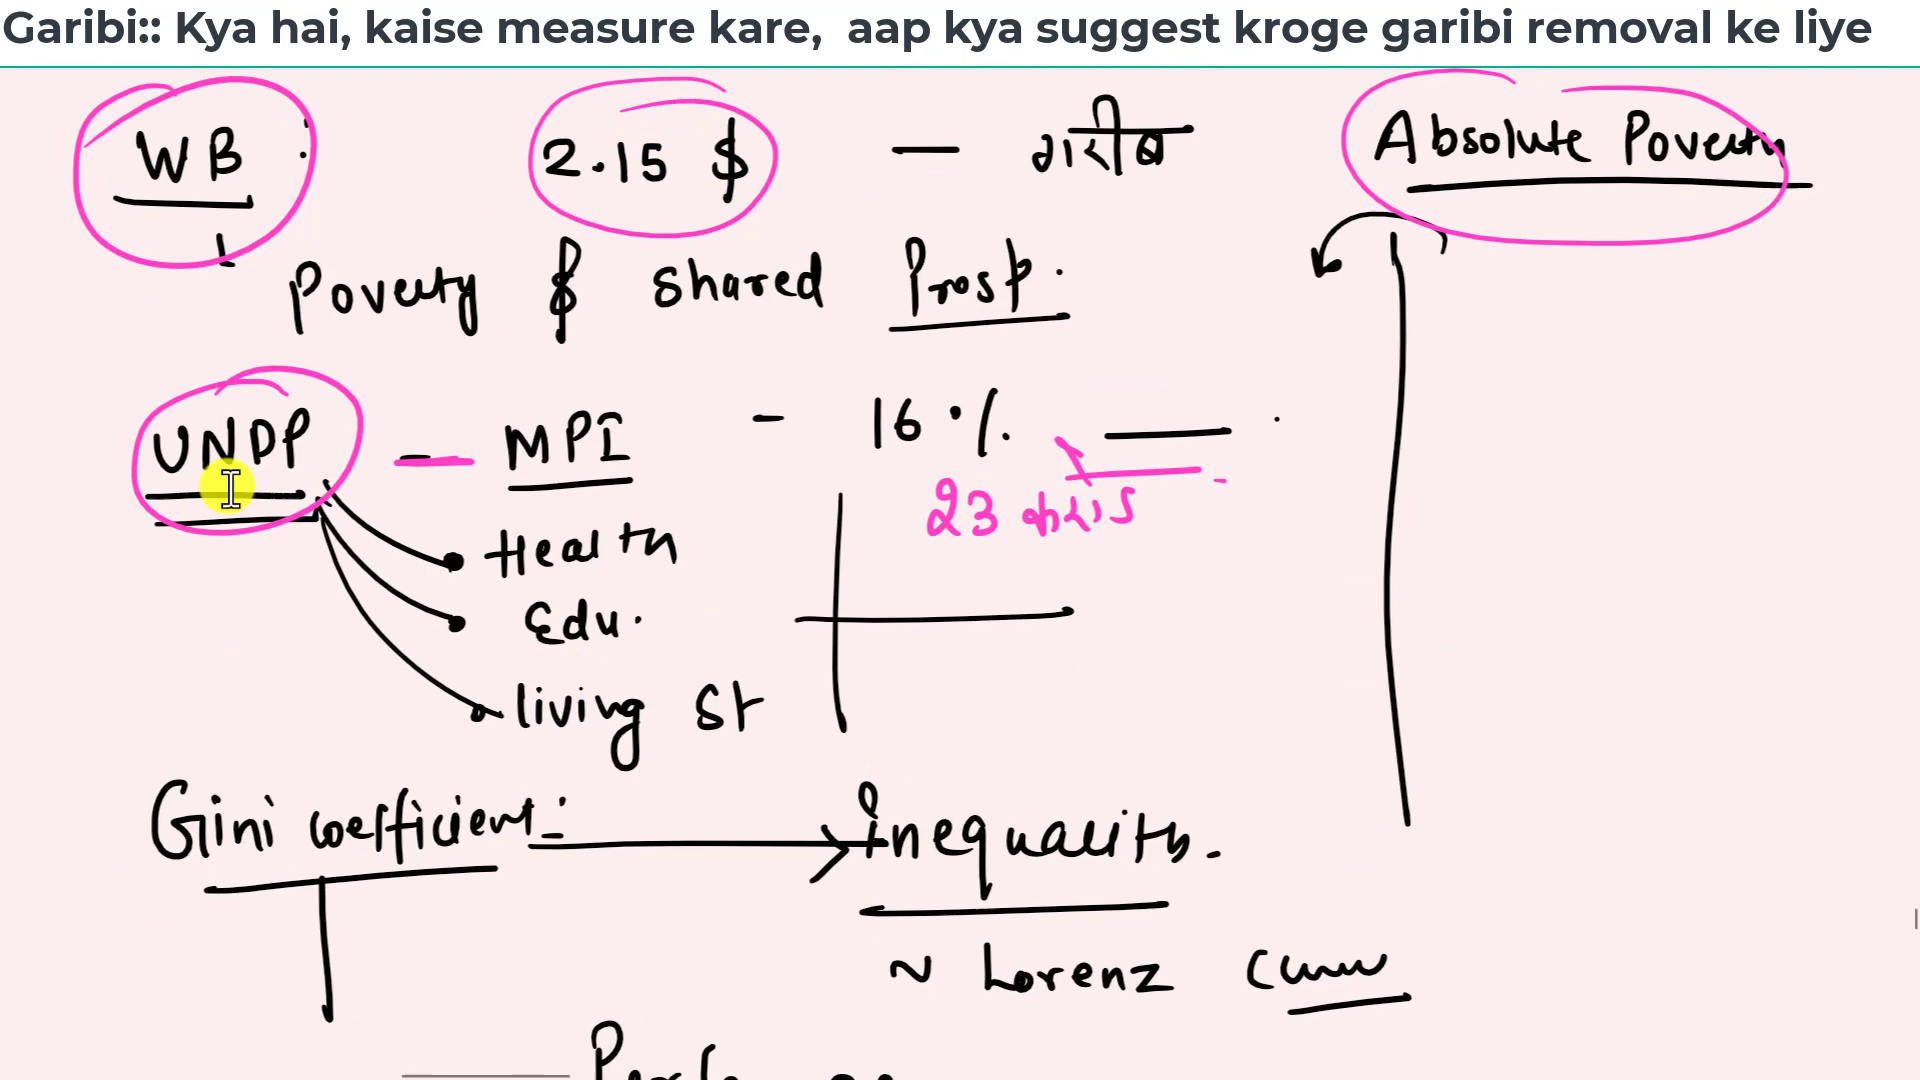 Garibi:: Kya hai, kaise measure kare, aap kya suggest kroge garibi removal ke liye
WB : 2.15 $ — गरीब Absolute Poverty
Poverty & shared Prosp.
UNDP - MPI - 16 %.
23 करोड
Health
Edu.
living St
Gini coefficient:- Inequality.
~ Lorenz Curve